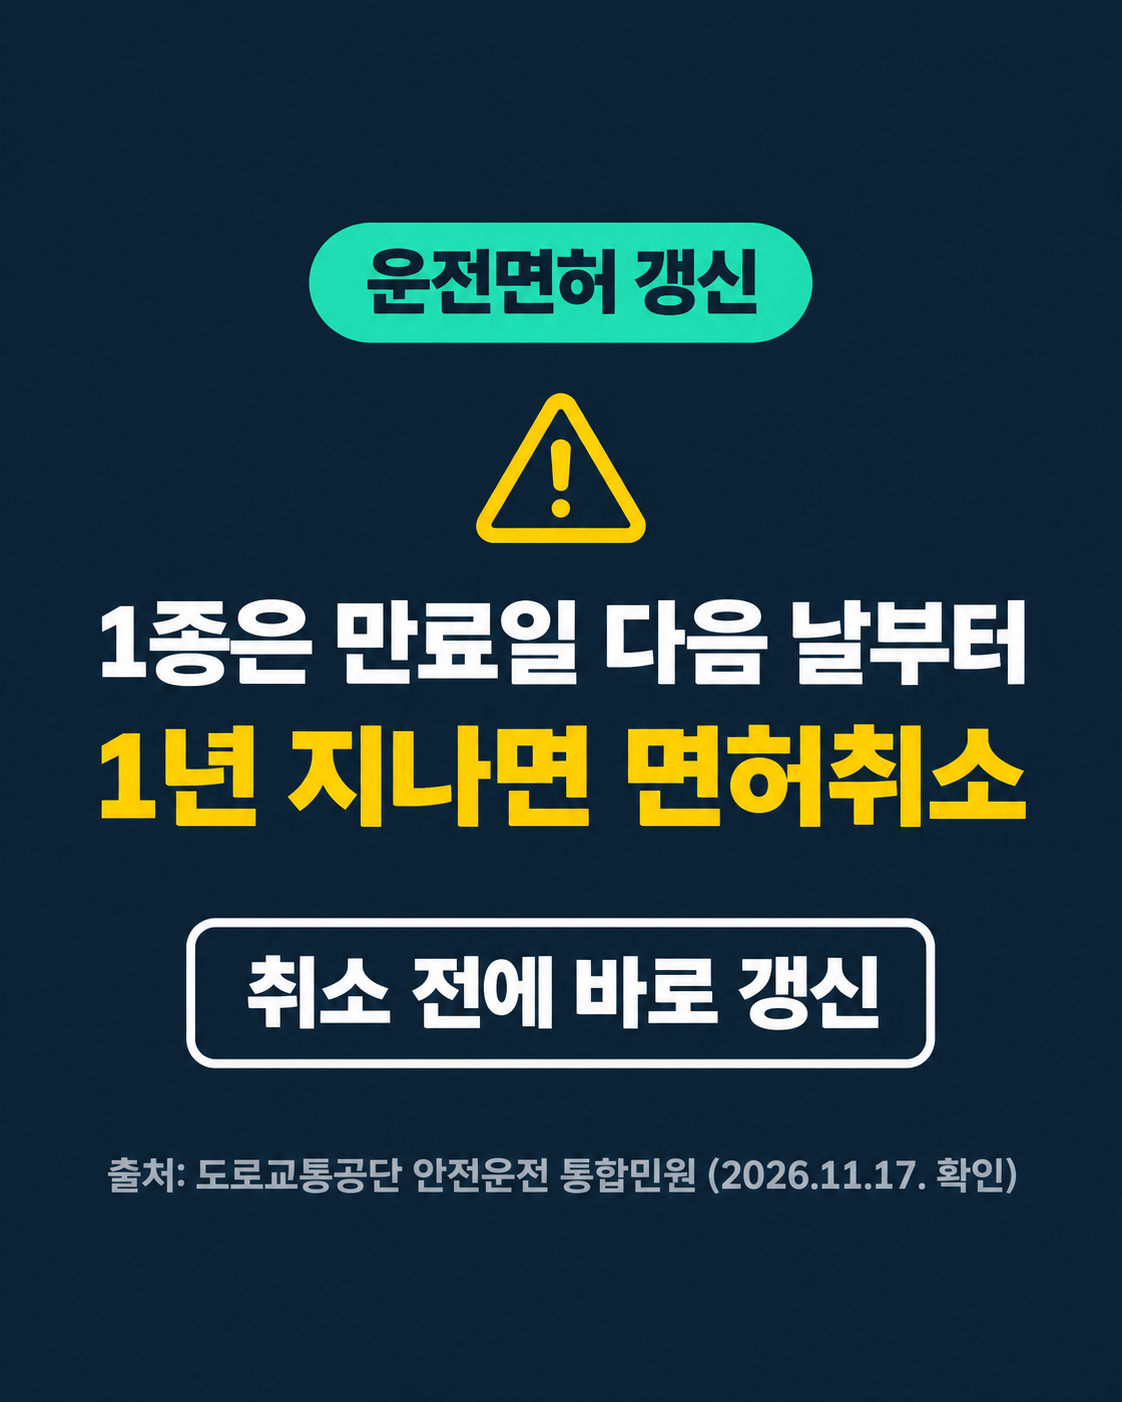 운전면허 갱신
1종은 만료일 다음 날부터
1년 지나면 면허취소
취소 전에 바로 갱신
출처: 도로교통공단 안전운전 통합민원 (2026.11.17. 확인)